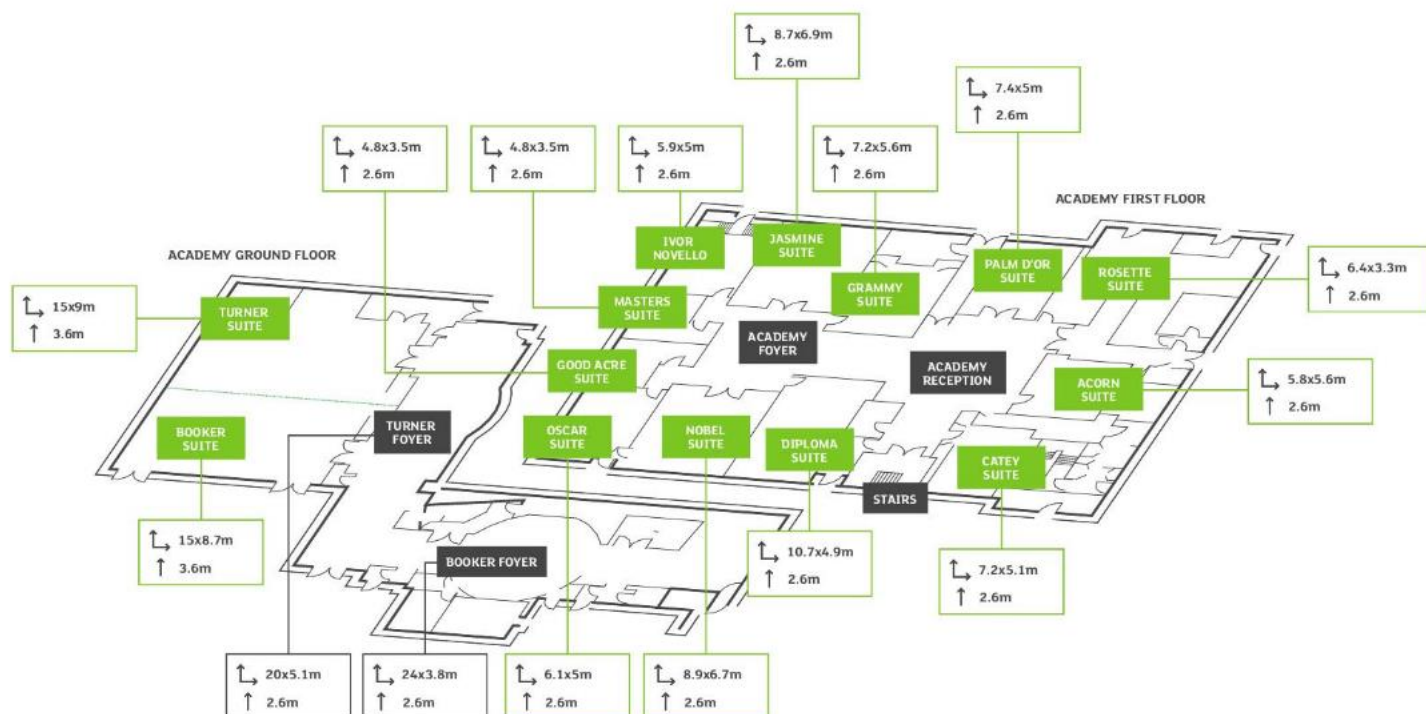 8.7x6.9m
2.6m
7.4x5m
2.6m
4.8x3.5m
2.6m
4.8x3.5m
2.6m
5.9x5m
2.6m
7.2x5.6m
2.6m
ACADEMY FIRST FLOOR
ACADEMY GROUND FLOOR
IVOR
NOVELLO
JASMINE
SUITE
PALM D'OR
SUITE
ROSETTE
SUITE
6.4x3.3m
2.6m
GRAMMY
SUITE
15x9m
3.6m
TURNER
SUITE
MASTERS
SUITE
ACADEMY
FOYER
GOOD ACRE
SUITE
ACADEMY
RECEPTION
ACORN
SUITE
5.8x5.6m
2.6m
BOOKER
SUITE
TURNER
FOYER
OSCAR
SUITE
NOBEL
SUITE
DIPLOMA
SUITE
CATEY
SUITE
STAIRS
15x8.7m
3.6m
BOOKER FOYER
10.7x4.9m
2.6m
7.2x5.1m
2.6m
20x5.1m
2.6m
24x3.8m
2.6m
6.1x5m
2.6m
8.9x6.7m
2.6m